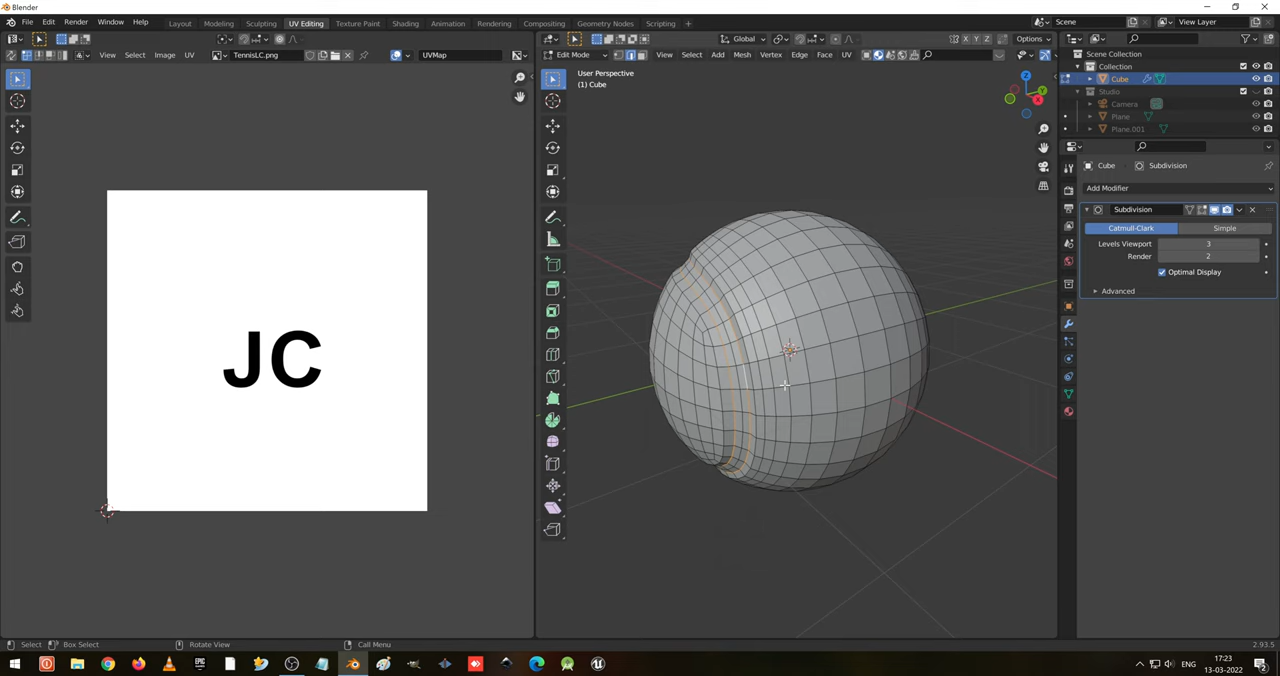 Blender
File Edit Render Window Help Layout Modeling Sculpting UV Editing Texture Paint Shading Animation Rendering Compositing Geometry Nodes Scripting + Scene View Layer
Global Options
View Select Image UV TennisLC.png UVMap Edit Mode View Select Add Mesh Vertex Edge Face UV
User Perspective
(1) Cube
X Y Z
Z
Y
X
Scene Collection
Collection
Cube
Studio
Camera
Plane
Plane.001
Cube Subdivision
Add Modifier
Subdivision
Catmull-Clark Simple
Levels Viewport 3
Render 2
Optimal Display
Advanced
JC
Select Box Select Rotate View Call Menu 2.93.5
ENG 17:23
13-03-2022
2